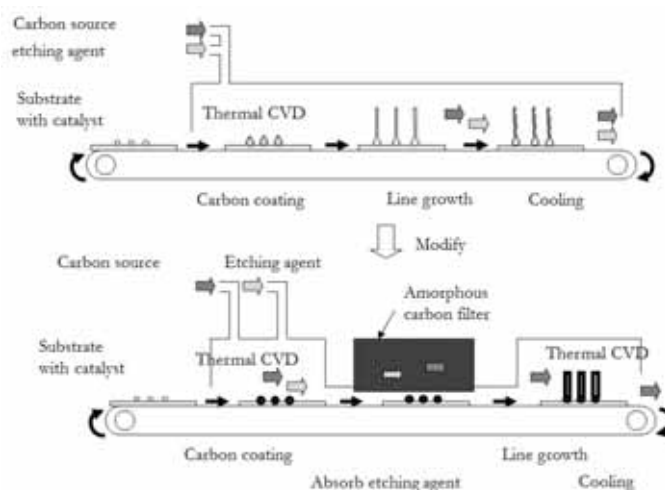 Carbon source
etching agent
Substrate
with catalyst
Thermal CVD
Carbon coating
Line growth
Cooling
Modify
Carbon source
Etching agent
Amorphous
carbon filter
Substrate
with catalyst
Thermal CVD
Thermal CVD
Carbon coating
Line growth
Absorb etching agent
Cooling